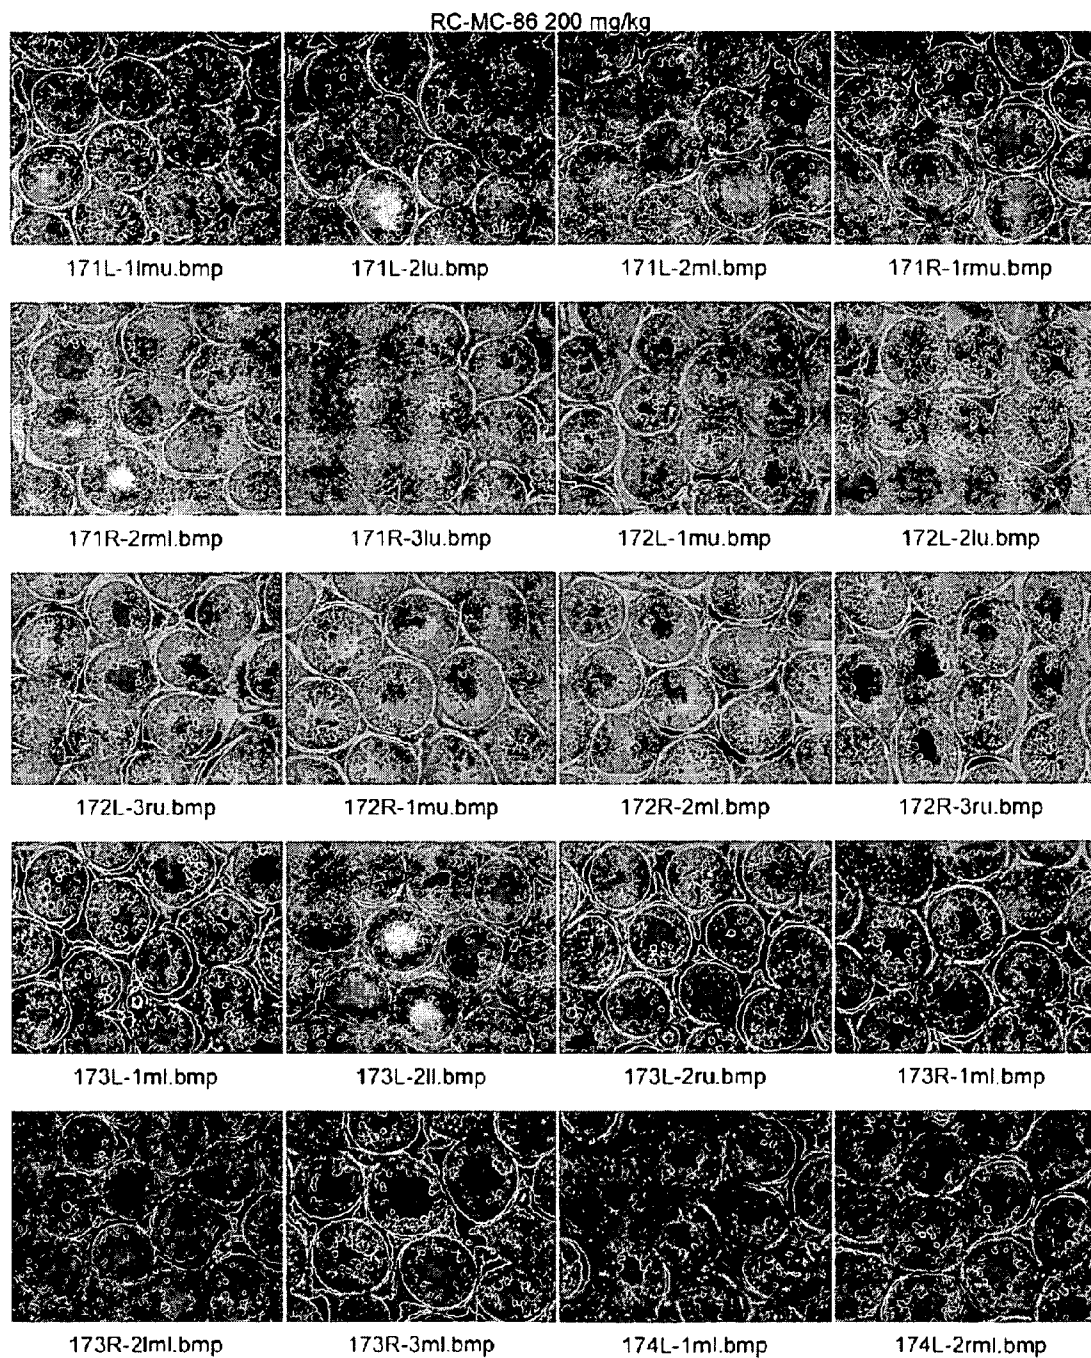 RC-MC-86 200 mg/kg
171L-1lmu.bmp 171L-2lu.bmp 171L-2ml.bmp 171R-1rmu.bmp
171R-2rml.bmp 171R-3lu.bmp 172L-1mu.bmp 172L-2lu.bmp
172L-3ru.bmp 172R-1mu.bmp 172R-2ml.bmp 172R-3ru.bmp
173L-1ml.bmp 173L-2ll.bmp 173L-2ru.bmp 173R-1ml.bmp
173R-2lml.bmp 173R-3ml.bmp 174L-1ml.bmp 174L-2rml.bmp